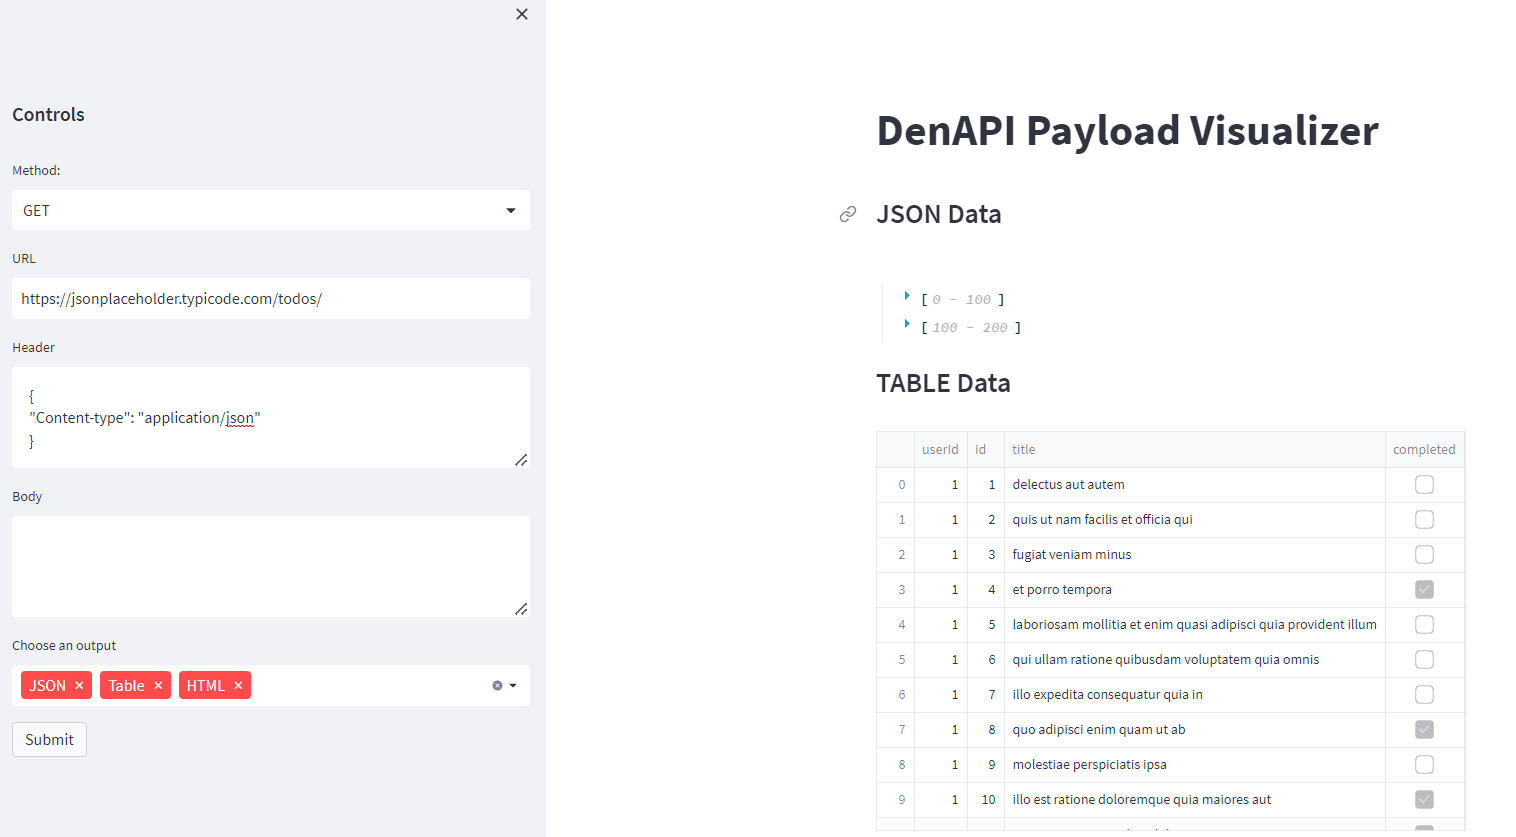 Controls
Method:
GET
URL
https://jsonplaceholder.typicode.com/todos/
Header
{
"Content-type": "application/json"
}
Body
Choose an output
JSON Table HTML
Submit
DenAPI Payload Visualizer
JSON Data
[ 0 - 100 ]
[ 100 - 200 ]
TABLE Data
userId id title completed
0 1 1 delectus aut autem
1 1 2 quis ut nam facilis et officia qui
2 1 3 fugiat veniam minus
3 1 4 et porro tempora
4 1 5 laboriosam mollitia et enim quasi adipisci quia provident illum
5 1 6 qui ullam ratione quibusdam voluptatem quia omnis
6 1 7 illo expedita consequatur quia in
7 1 8 quo adipisci enim quam ut ab
8 1 9 molestiae perspiciatis ipsa
9 1 10 illo est ratione doloremque quia maiores aut